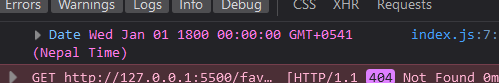 Errors Warnings Logs Info Debug CSS XHR Requests
▶ Date Wed Jan 01 1800 00:00:00 GMT+0541 index.js:7:
(Nepal Time)
▶ GET http://127.0.0.1:5500/fav… [HTTP/1.1 404 Not Found 0m